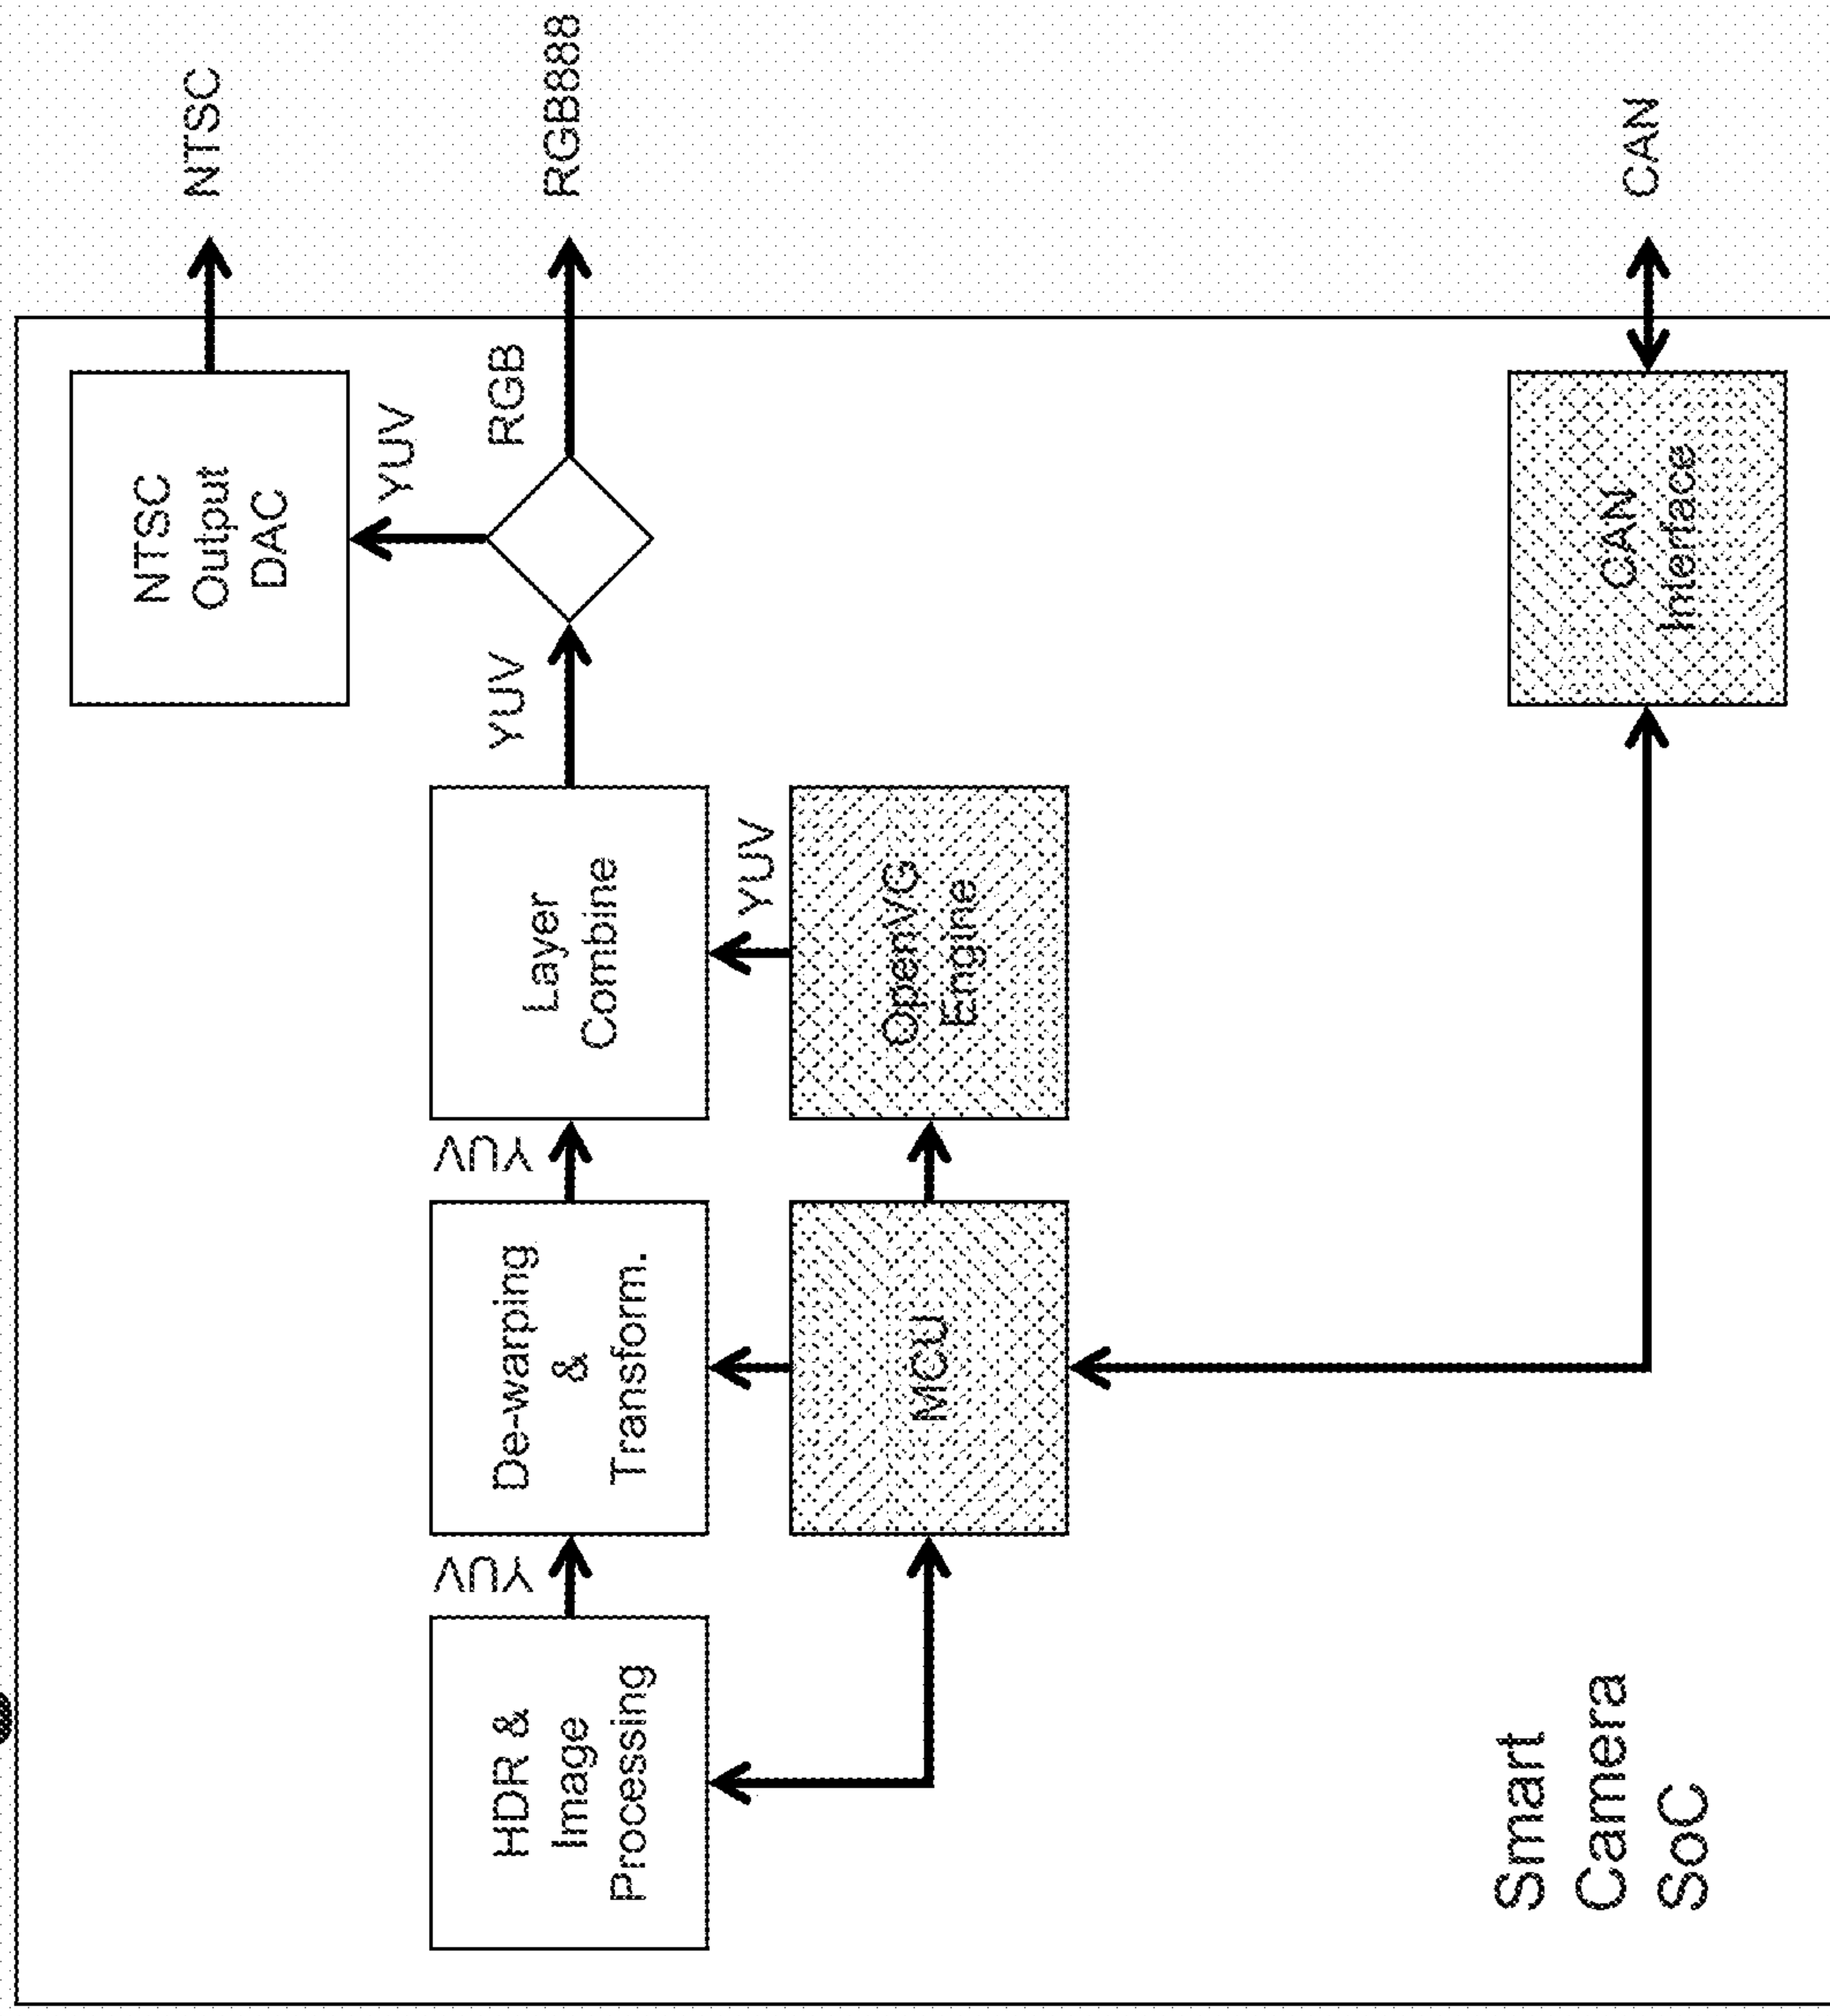 NTSC
Output
DAC
NTSC
YUV
HDR &
Image
Processing
YUV
De-warping
&
Transform.
YUV
Layer
Combine
YUV
RGB
RGB888
YUV
MCU
OpenVG
Engine
Smart
Camera
SoC
CAN
Interface
CAN